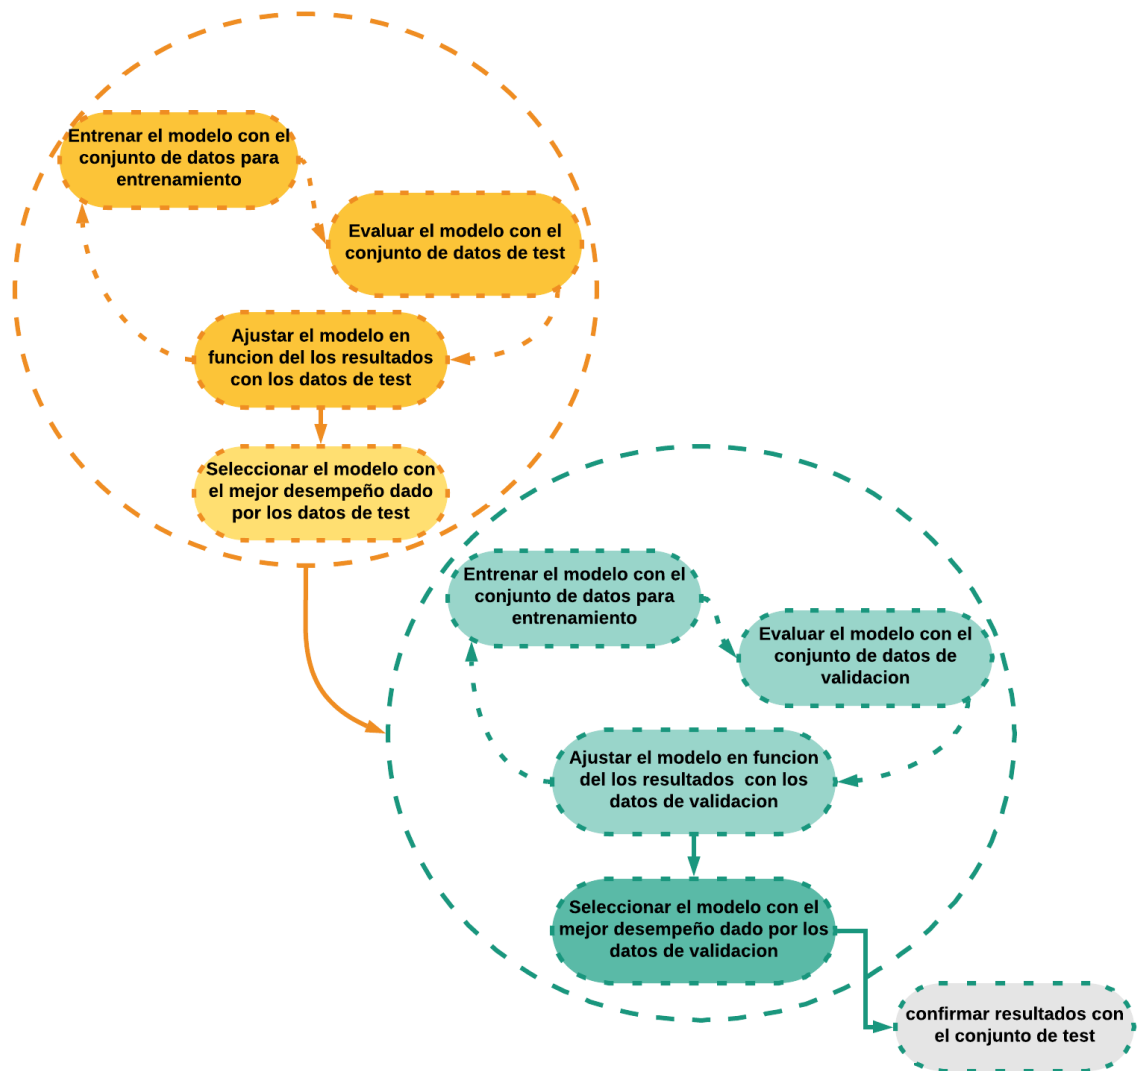 Entrenar el modelo con el
conjunto de datos para
entrenamiento
Evaluar el modelo con el
conjunto de datos de test
Ajustar el modelo en
funcion del los resultados
con los datos de test
Seleccionar el modelo con
el mejor desempeño dado
por los datos de test
Entrenar el modelo con el
conjunto de datos para
entrenamiento
Evaluar el modelo con el
conjunto de datos de
validacion
Ajustar el modelo en funcion
del los resultados  con los
datos de validacion
Seleccionar el modelo con el
mejor desempeño dado por los
datos de validacion
confirmar resultados con
el conjunto de test